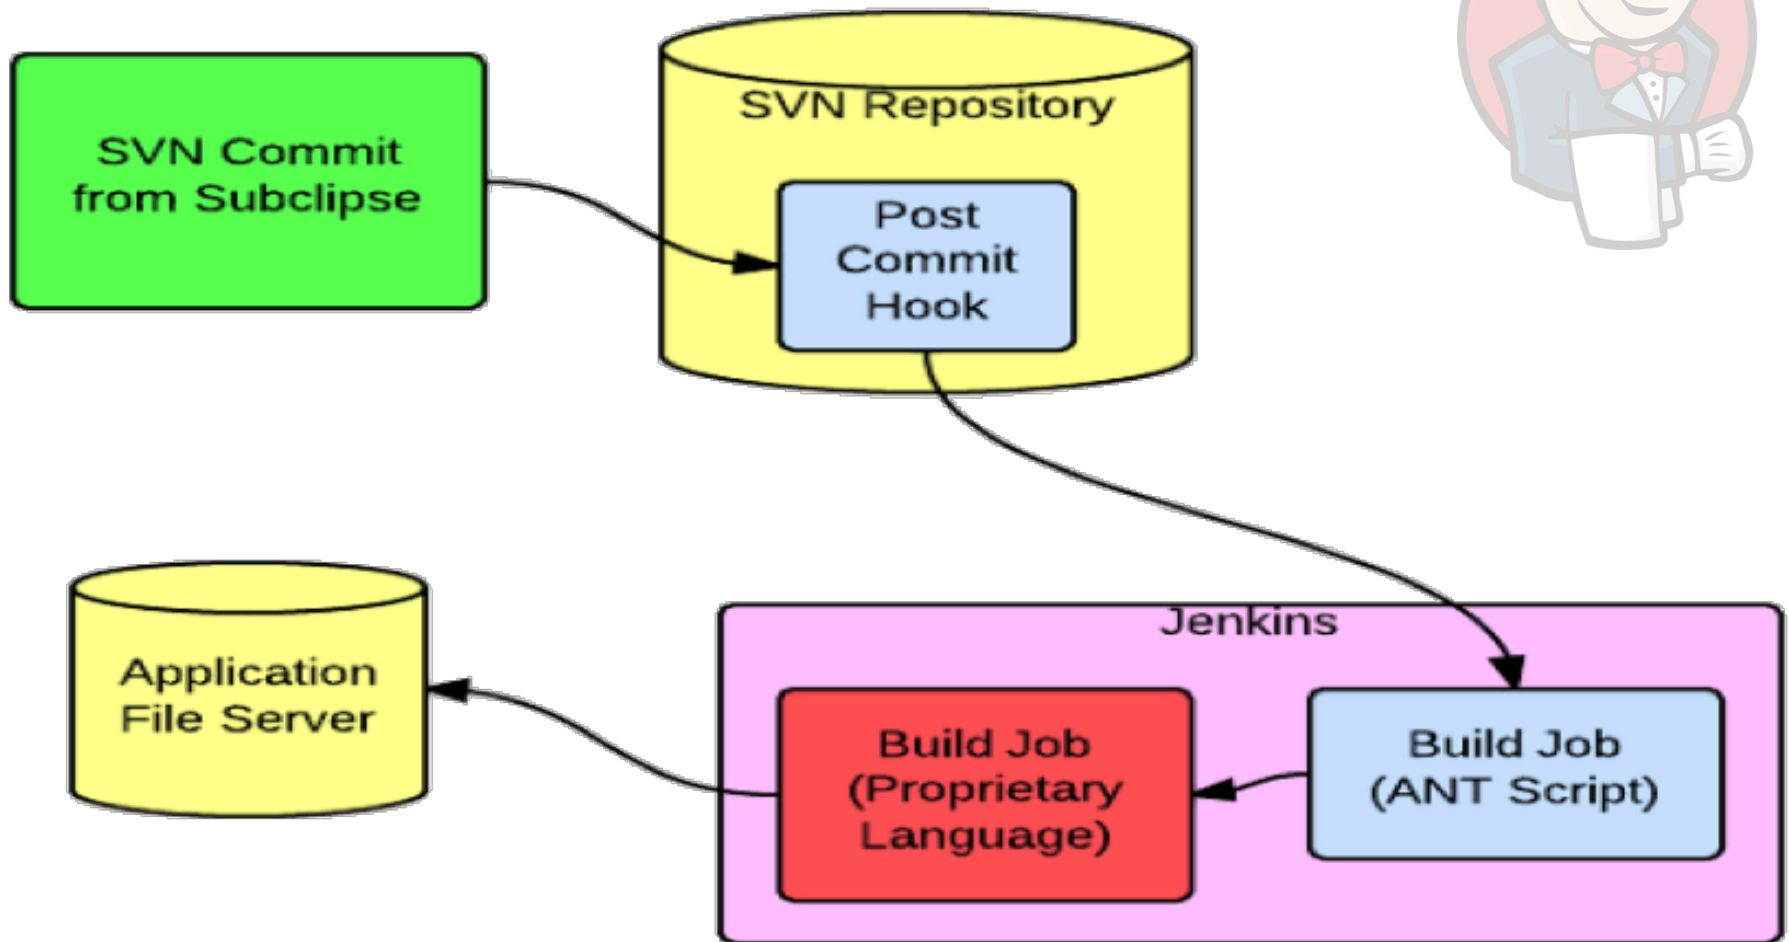 SVN Commit
from Subclipse
SVN Repository
Post
Commit
Hook
Application
File Server
Jenkins
Build Job
(Proprietary
Language)
Build Job
(ANT Script)